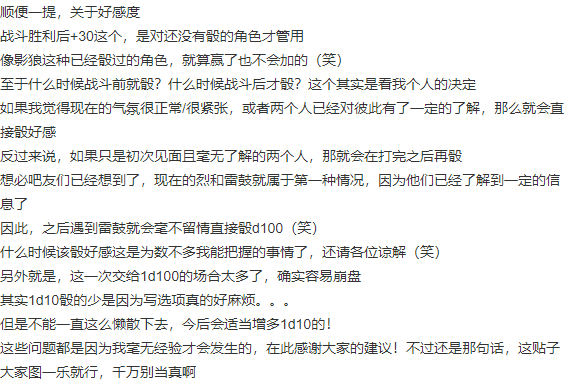 顺便一提，关于好感度
战斗胜利后+30这个，是对还没有骰的角色才管用
像影狼这种已经骰过的角色，就算赢了也不会加的（笑）
至于什么时候战斗前就骰？什么时候战斗后才骰？这个其实是看我个人的决定
如果我觉得现在的气氛很正常/很紧张，或者两个人已经对彼此有了一定的了解，那么就会直
接骰好感
反过来说，如果只是初次见面且毫无了解的两个人，那就会在打完之后再骰
想必吧友们已经想到了，现在的烈和雷鼓就属于第一种情况，因为他们已经了解到一定的信
息了
因此，之后遇到雷鼓就会毫不留情直接骰d100（笑）
什么时候该骰好感这是为数不多我能把握的事情了，还请各位谅解（笑）
另外就是，这一次交给1d100的场合太多了，确实容易崩盘
其实1d10骰的少是因为写选项真的好麻烦。。。
但是不能一直这么懒散下去，今后会适当增多1d10的！
这些问题都是因为我毫无经验才会发生的，在此感谢大家的建议！不过还是那句话，这贴子
大家图一乐就行，千万别当真啊